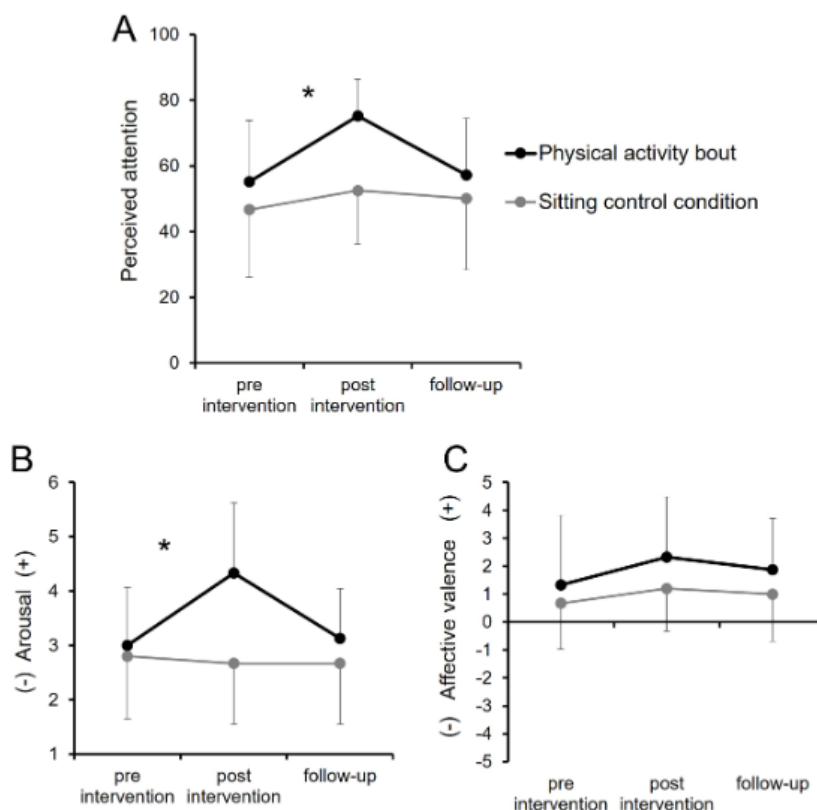 A
100
80
60
40
20
0
Perceived attention
*
Physical activity bout
Sitting control condition
pre
intervention
post
intervention
follow-up
B
6
5
4
3
2
1
(-) Arousal (+)
*
pre
intervention
post
intervention
follow-up
C
5
4
3
2
1
0
-1
-2
-3
-4
-5
(-) Affective valence (+)
pre
intervention
post
intervention
follow-up